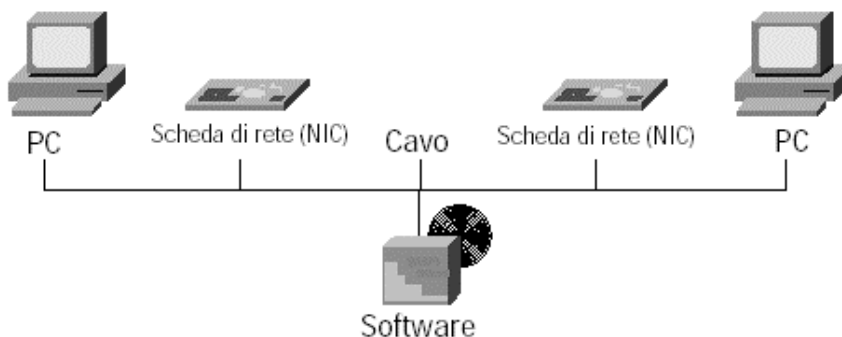 PC
Scheda di rete (NIC)
Cavo
Scheda di rete (NIC)
PC
Software